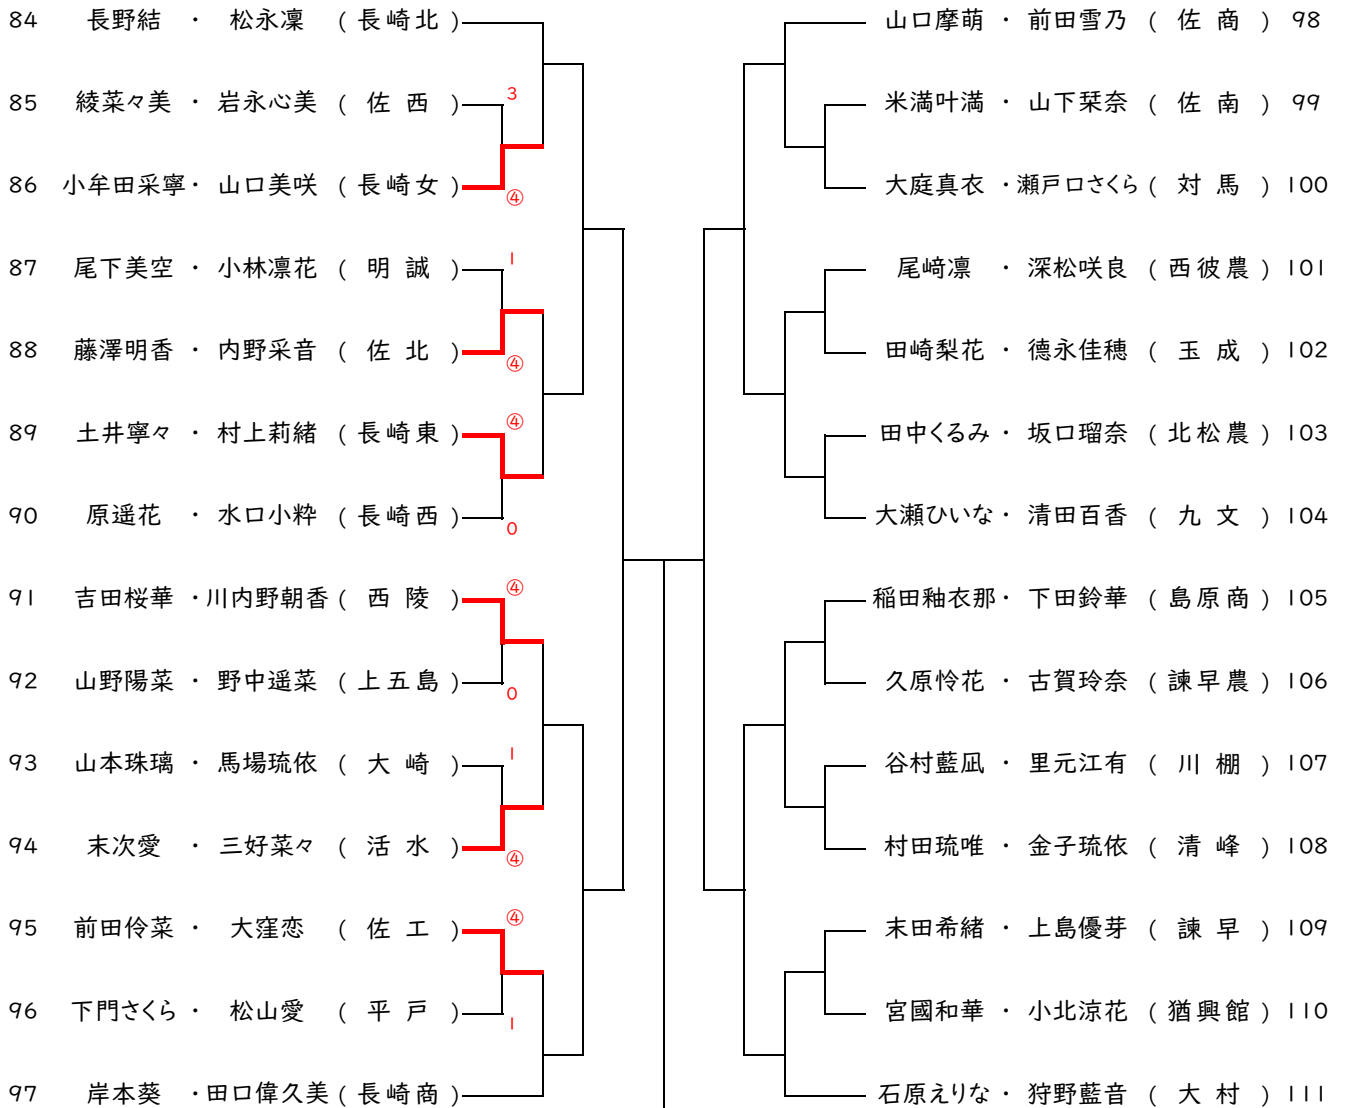 84 長野結 ・ 松永凜 ( 長崎北 )
3
85 綾菜々美 ・ 岩永心美 ( 佐 西 )
86 小牟田采寧・ 山口美咲 ( 長崎女 )
④
1
87 尾下美空 ・ 小林凛花 ( 明 誠 )
88 藤澤明香 ・ 内野采音 ( 佐 北 )
④
④
89 土井寧々 ・ 村上莉緒 ( 長崎東 )
90 原遥花 ・ 水口小粋 ( 長崎西 )
0
④
91 吉田桜華 ・川内野朝香 ( 西 陵 )
92 山野陽菜 ・ 野中遥菜 ( 上五島 )
0
1
93 山本珠璃 ・ 馬場琉依 ( 大 崎 )
94 末次愛 ・ 三好菜々 ( 活 水 )
④
④
95 前田伶菜 ・ 大窪恋 ( 佐 工 )
96 下門さくら ・ 松山愛 ( 平 戸 )
1
97 岸本葵 ・田口偉久美 ( 長崎商 )
山口摩萌 ・ 前田雪乃 ( 佐 商 ) 98
米満叶満 ・ 山下栞奈 ( 佐 南 ) 99
大庭真衣 ・瀬戸口さくら ( 対 馬 ) 100
尾﨑凛 ・ 深松咲良 ( 西彼農 ) 101
田崎梨花 ・ 德永佳穂 ( 玉 成 ) 102
田中くるみ ・ 坂口瑠奈 ( 北松農 ) 103
大瀬ひいな ・ 清田百香 ( 九 文 ) 104
稲田釉衣那・ 下田鈴華 ( 島原商 ) 105
久原怜花 ・ 古賀玲奈 ( 諫早農 ) 106
谷村藍凪 ・ 里元江有 ( 川 棚 ) 107
村田琉唯 ・ 金子琉依 ( 清 峰 ) 108
末田希緒 ・ 上島優芽 ( 諫 早 ) 109
宮國和華 ・ 小北涼花 ( 猶興館 ) 110
石原えりな ・ 狩野藍音 ( 大 村 ) 111